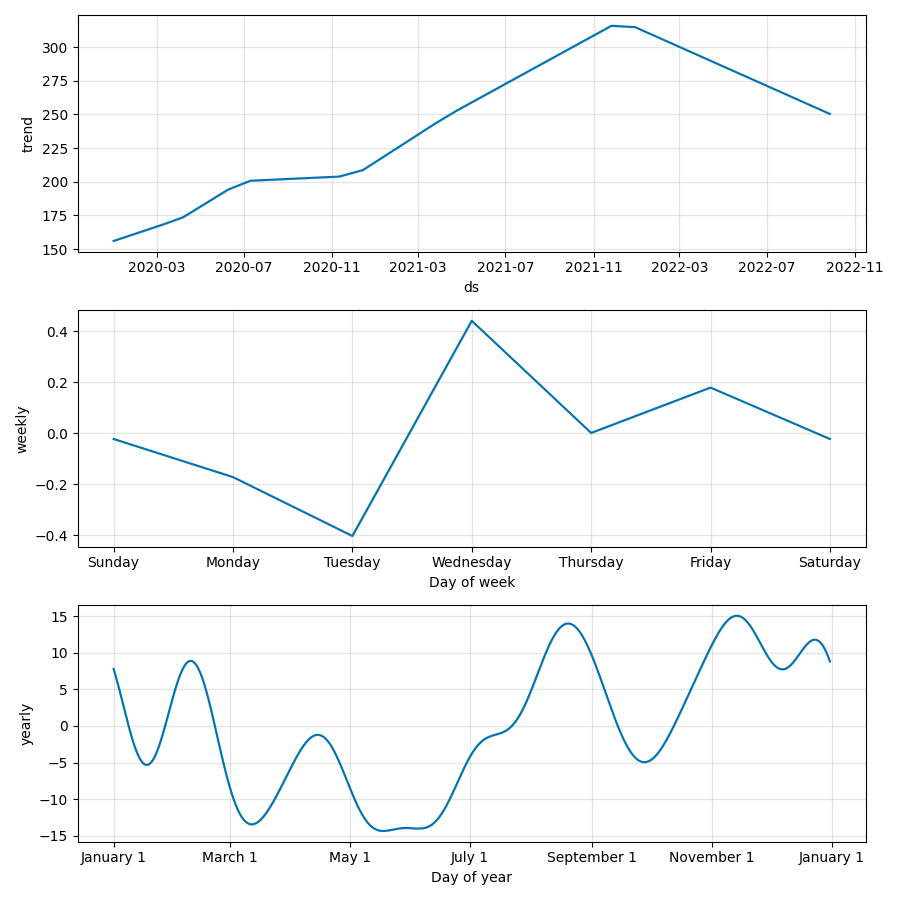 300
275
250
225
200
175
150
trend
2020-03 2020-07 2020-11 2021-03 2021-07 2021-11 2022-03 2022-07 2022-11
ds
0.4
0.2
0.0
−0.2
−0.4
weekly
Sunday Monday Tuesday Wednesday Thursday Friday Saturday
Day of week
15
10
5
0
−5
−10
−15
yearly
January 1 March 1 May 1 July 1 September 1 November 1 January 1
Day of year